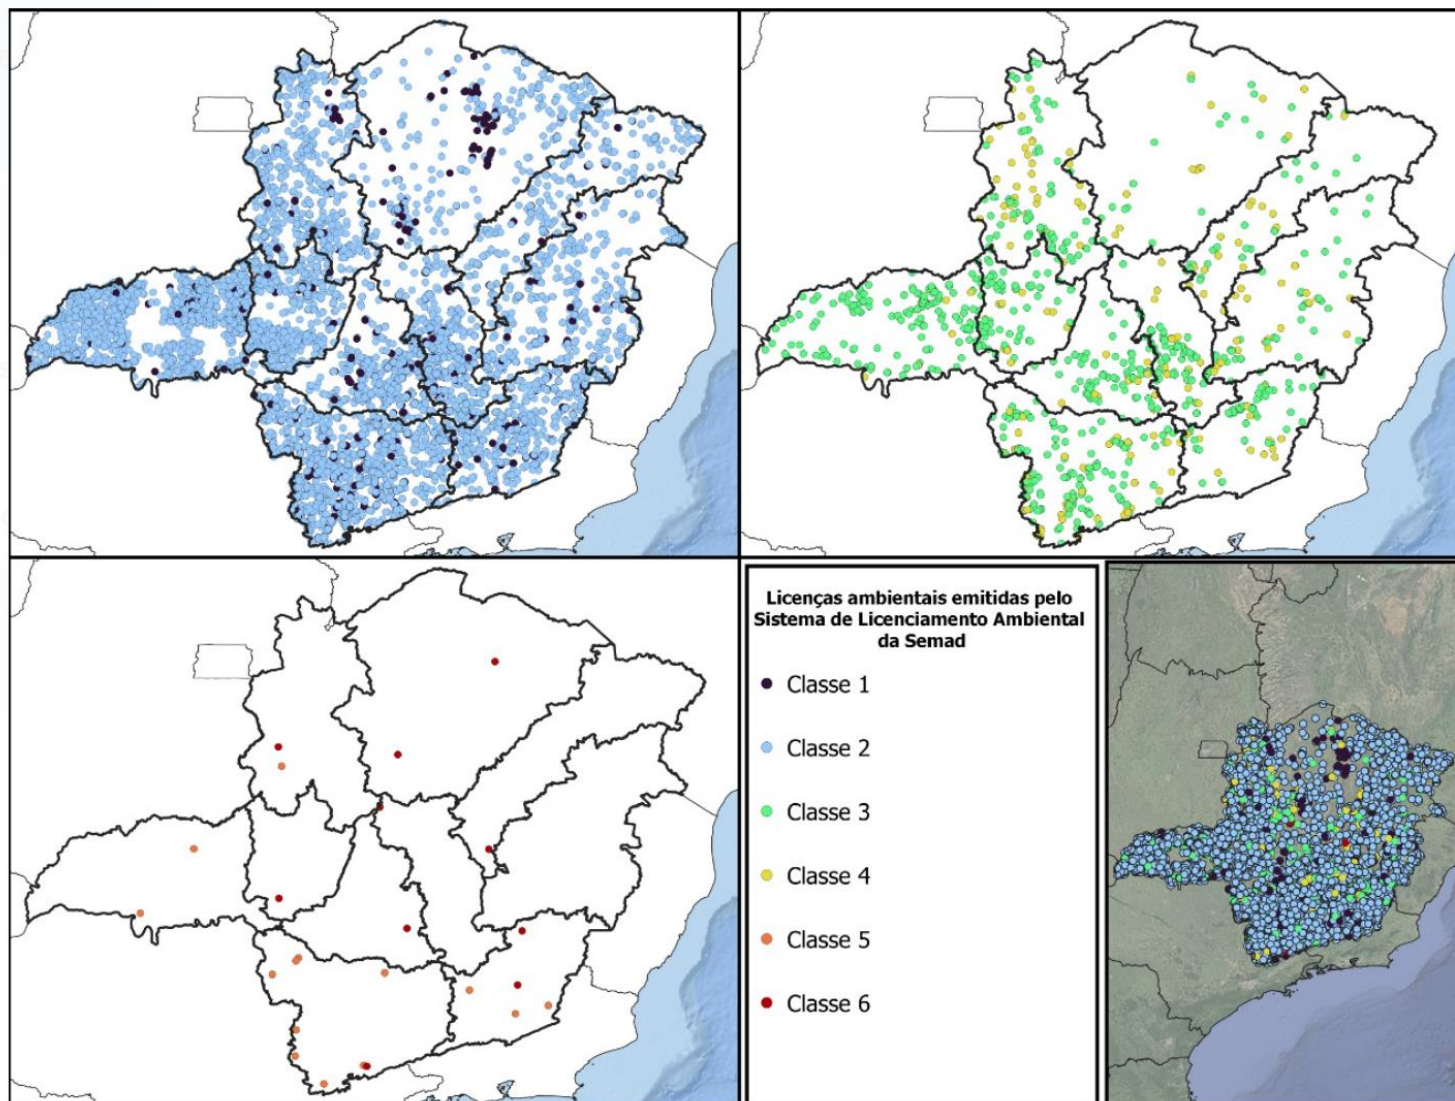 Licenças ambientais emitidas pelo
Sistema de Licenciamento Ambiental
da Semad
Classe 1
Classe 2
Classe 3
Classe 4
Classe 5
Classe 6